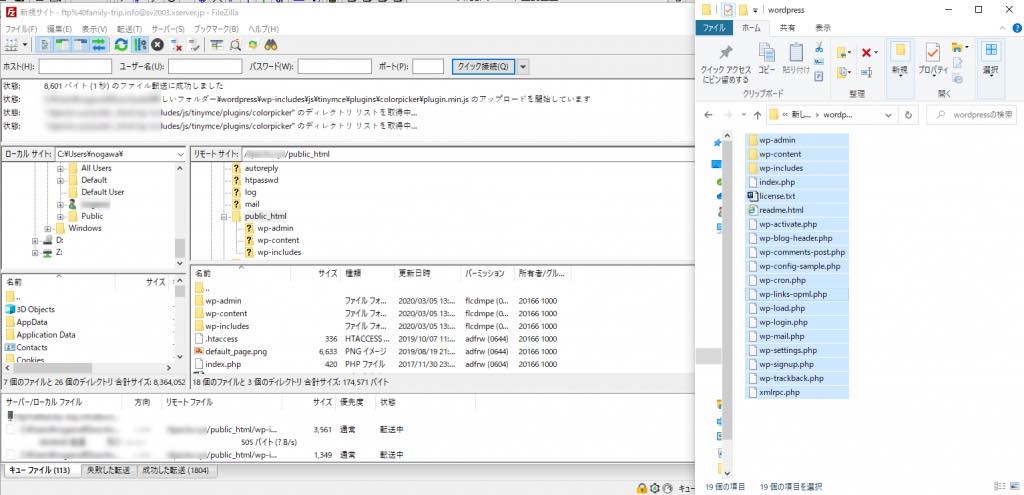 新規サイト - ftp%40family-trip.info@sv2003.xserver.jp - FileZilla
ファイル(F) 編集(E) 表示(V) 転送(T) サーバー(S) ブックマーク(B) ヘルプ(H)
ホスト(H): ユーザー名(U): パスワード(W): ポート(P): クイック接続(Q)
状態: 8,601 バイト (1 秒) のファイル転送に成功しました
状態: しいフォルダー¥wordpress¥wp-includes¥js¥tinymce¥plugins¥colorpicker¥plugin.min.js のアップロードを開始しています
状態: ludes/js/tinymce/plugins/colorpicker" のディレクトリ リストを取得中...
状態: udes/js/tinymce/plugins/colorpicker" のディレクトリ リストを取得中...
ローカル サイト: C:¥Users¥nogawa¥
All Users
Default
Default User
Public
Windows
D:
Z:
リモート サイト: /public_html
autoreply
htpasswd
log
mail
public_html
wp-admin
wp-content
wp-includes
名前 サイズ
..
3D Objects
AppData
Application Data
Contacts
Cookies
7 個のファイルと 26 個のディレクトリ 合計サイズ: 8,364,052
名前 サイズ 種類 更新日時 パーミッション 所有者/グル...
..
wp-admin ファイル フォ... 2020/03/05 13:... flcdmpe (0... 20166 1000
wp-content ファイル フォ... 2020/03/05 13:... flcdmpe (0... 20166 1000
wp-includes ファイル フォ... 2020/03/05 13:... flcdmpe (0... 20166 1000
.htaccess 336 HTACCESS ... 2019/10/07 11:... adfrw (0644) 20166 1000
default_page.png 6,633 PNG イメージ 2019/08/19 21:... adfrw (0644) 20166 1000
index.php 420 PHP ファイル 2017/11/30 23:... adfrw (0644) 20166 1000
18 個のファイルと 3 個のディレクトリ 合計サイズ: 174,571 バイト
サーバー/ローカル ファイル 方向 リモート ファイル サイズ 優先度 状態
/public_html/wp-i... 3,561 通常 転送中
505 バイト (? B/s)
/public_html/wp-i... 1,349 通常 転送中
キュー ファイル (113) 失敗した転送 成功した転送 (1804)
キュー
wordpress
ファイル ホーム 共有 表示
クイック アクセスにピン留めする
コピー
貼り付け
クリップボード
整理
新規
プロパティ
開く
選択
« 新し... › wordp...
wordpressの検索
wp-admin
wp-content
wp-includes
index.php
license.txt
readme.html
wp-activate.php
wp-blog-header.php
wp-comments-post.php
wp-config-sample.php
wp-cron.php
wp-links-opml.php
wp-load.php
wp-login.php
wp-mail.php
wp-settings.php
wp-signup.php
wp-trackback.php
xmlrpc.php
19 個の項目 19 個の項目を選択